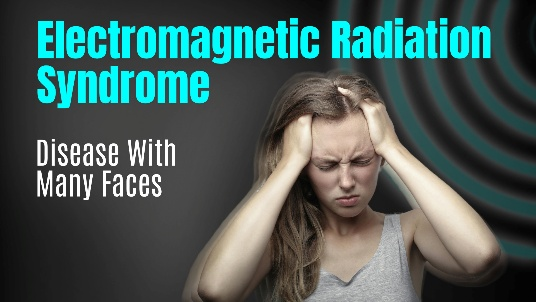 Electromagnetic Radiation
Syndrome
Disease With
Many Faces